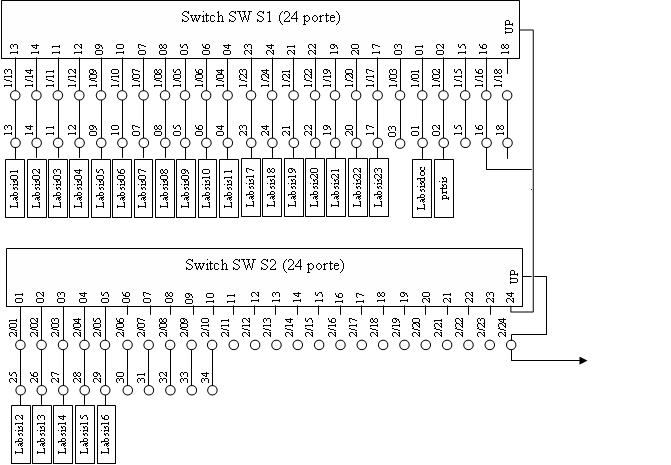 Switch SW S1 (24 porte)
UP
13 14 11 12 09 10 07 08 05 06 04 23 24 21 22 19 20 17 03 01 02 15 16 18
1/13 1/14 1/11 1/12 1/09 1/10 1/07 1/08 1/05 1/06 1/04 1/23 1/24 1/21 1/22 1/19 1/20 1/17 1/03 1/01 1/02 1/15 1/16 1/18
13 14 11 12 09 10 07 08 05 06 04 23 24 21 22 19 20 17 03 01 02 15 16 18
Labsis01 Labsis02 Labsis03 Labsis04 Labsis05 Labsis06 Labsis07 Labsis08 Labsis09 Labsis10 Labsis11 Labsis17 Labsis18 Labsis19 Labsis20 Labsis21 Labsis22 Labsis23 Labsisdoc prtsis
Switch SW S2 (24 porte)
UP
01 02 03 04 05 06 07 08 09 10 11 12 13 14 15 16 17 18 19 20 21 22 23 24
2/01 2/02 2/03 2/04 2/05 2/06 2/07 2/08 2/09 2/10 2/11 2/12 2/13 2/14 2/15 2/16 2/17 2/18 2/19 2/20 2/21 2/22 2/23 2/24
25 26 27 28 29 30 31 32 33 34
Labsis12 Labsis13 Labsis14 Labsis15 Labsis16